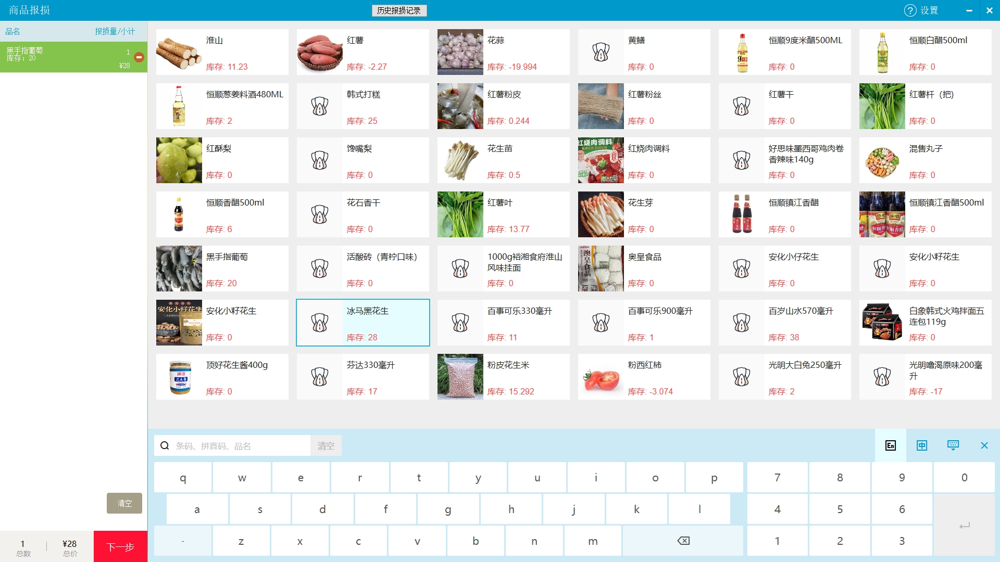 商品报损
历史报损记录
设置
品名
报损量/小计
黑手指葡萄
库存：20
1
¥28
淮山
库存: 11.23
红薯
库存: -2.27
花蒜
库存: -19.994
黄鳝
库存: 0
恒顺9度米醋500ML
库存: 0
恒顺白醋500ml
库存: 0
恒顺葱姜料酒480ML
库存: 2
韩式打糕
库存: 25
红薯粉皮
库存: 0.244
红薯粉丝
库存: 0
红薯干
库存: 0
红薯杆（把)
库存: 0
红酥梨
库存: 0
馋嘴梨
库存: 0
花生苗
库存: 0.5
红烧肉调料
红烧肉调料
库存: 0
好思味墨西哥鸡肉卷
香辣味140g
库存: 0
混售丸子
库存: 0
恒顺香醋500ml
库存: 6
花石香干
库存: 0
红薯叶
库存: 13.77
花生芽
库存: 0
恒顺镇江香醋
库存: 0
恒顺镇江香醋500ml
库存: 0
黑手指葡萄
库存: 20
活酸砖（青柠口味）
库存: 0
1000g裕湘食府淮山
风味挂面
库存: 0
澳皇食品
奥皇食品
库存: 0
安化小仔花生
库存: 0
安化小籽花生
库存: 0
安化小籽花生
安化小籽花生
库存: 0
冰马黑花生
库存: 28
百事可乐330毫升
库存: 11
百事可乐900毫升
库存: 1
百岁山水570毫升
库存: 38
白象韩式火鸡拌面五
连包119g
库存: 0
顶好花生酱400g
库存: 0
芬达330毫升
库存: 17
粉皮花生米
库存: 15.292
粉西红柿
库存: -3.074
光明大白兔250毫升
库存: 2
光明噜渴原味200毫
升
库存: -17
条码、拼音码、品名
清空
En
中
q w e r t y u i o p 7 8 9 0
a s d f g h j k l 4 5 6
- z x c v b n m 1 2 3
清空
1
总数
¥28
总价
下一步